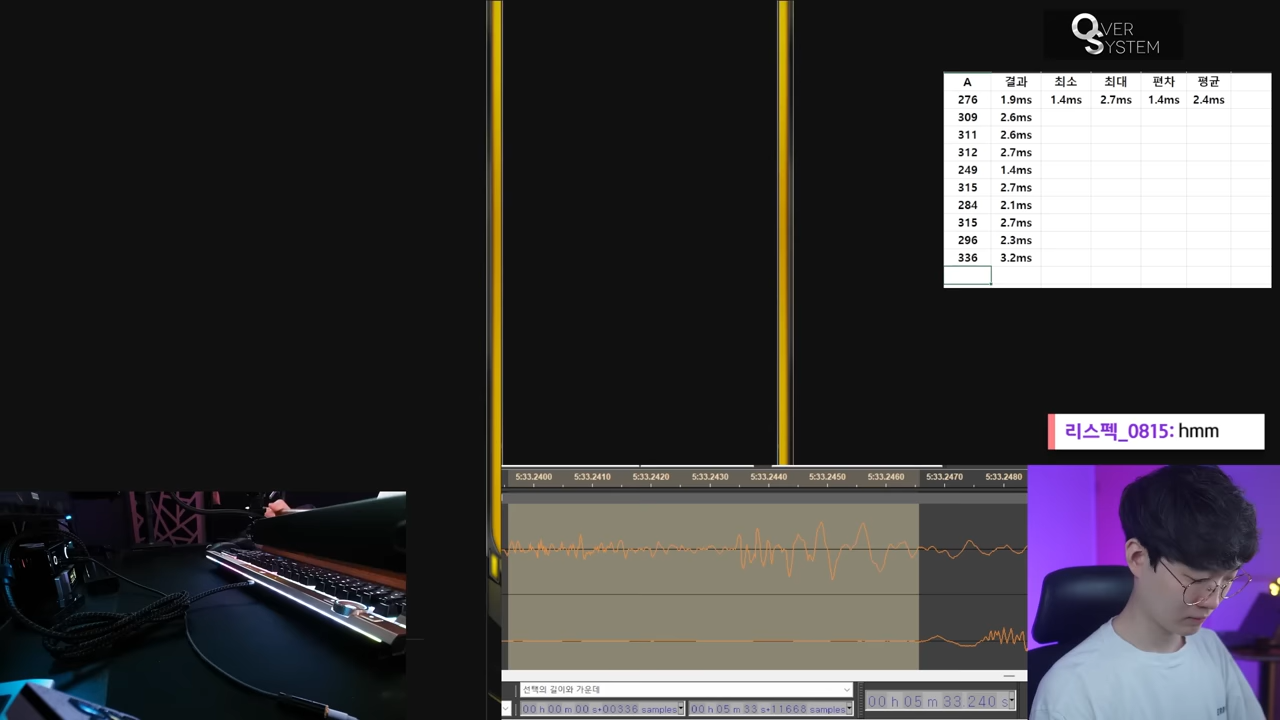 OVER
SYSTEM
A 결과 최소 최대 편차 평균
276 1.9ms 1.4ms 2.7ms 1.4ms 2.4ms
309 2.6ms
311 2.6ms
312 2.7ms
249 1.4ms
315 2.7ms
284 2.1ms
315 2.7ms
296 2.3ms
336 3.2ms
리스펙_0815: hmm
5:33.2400 5:33.2410 5:33.2420 5:33.2430 5:33.2440 5:33.2450 5:33.2460 5:33.2470 5:33.2480
선택의 길이와 가운데
00 h 00 m 00 s+00336 samples 00 h 05 m 33 s+11668 samples 00 h 05 m 33 240 s